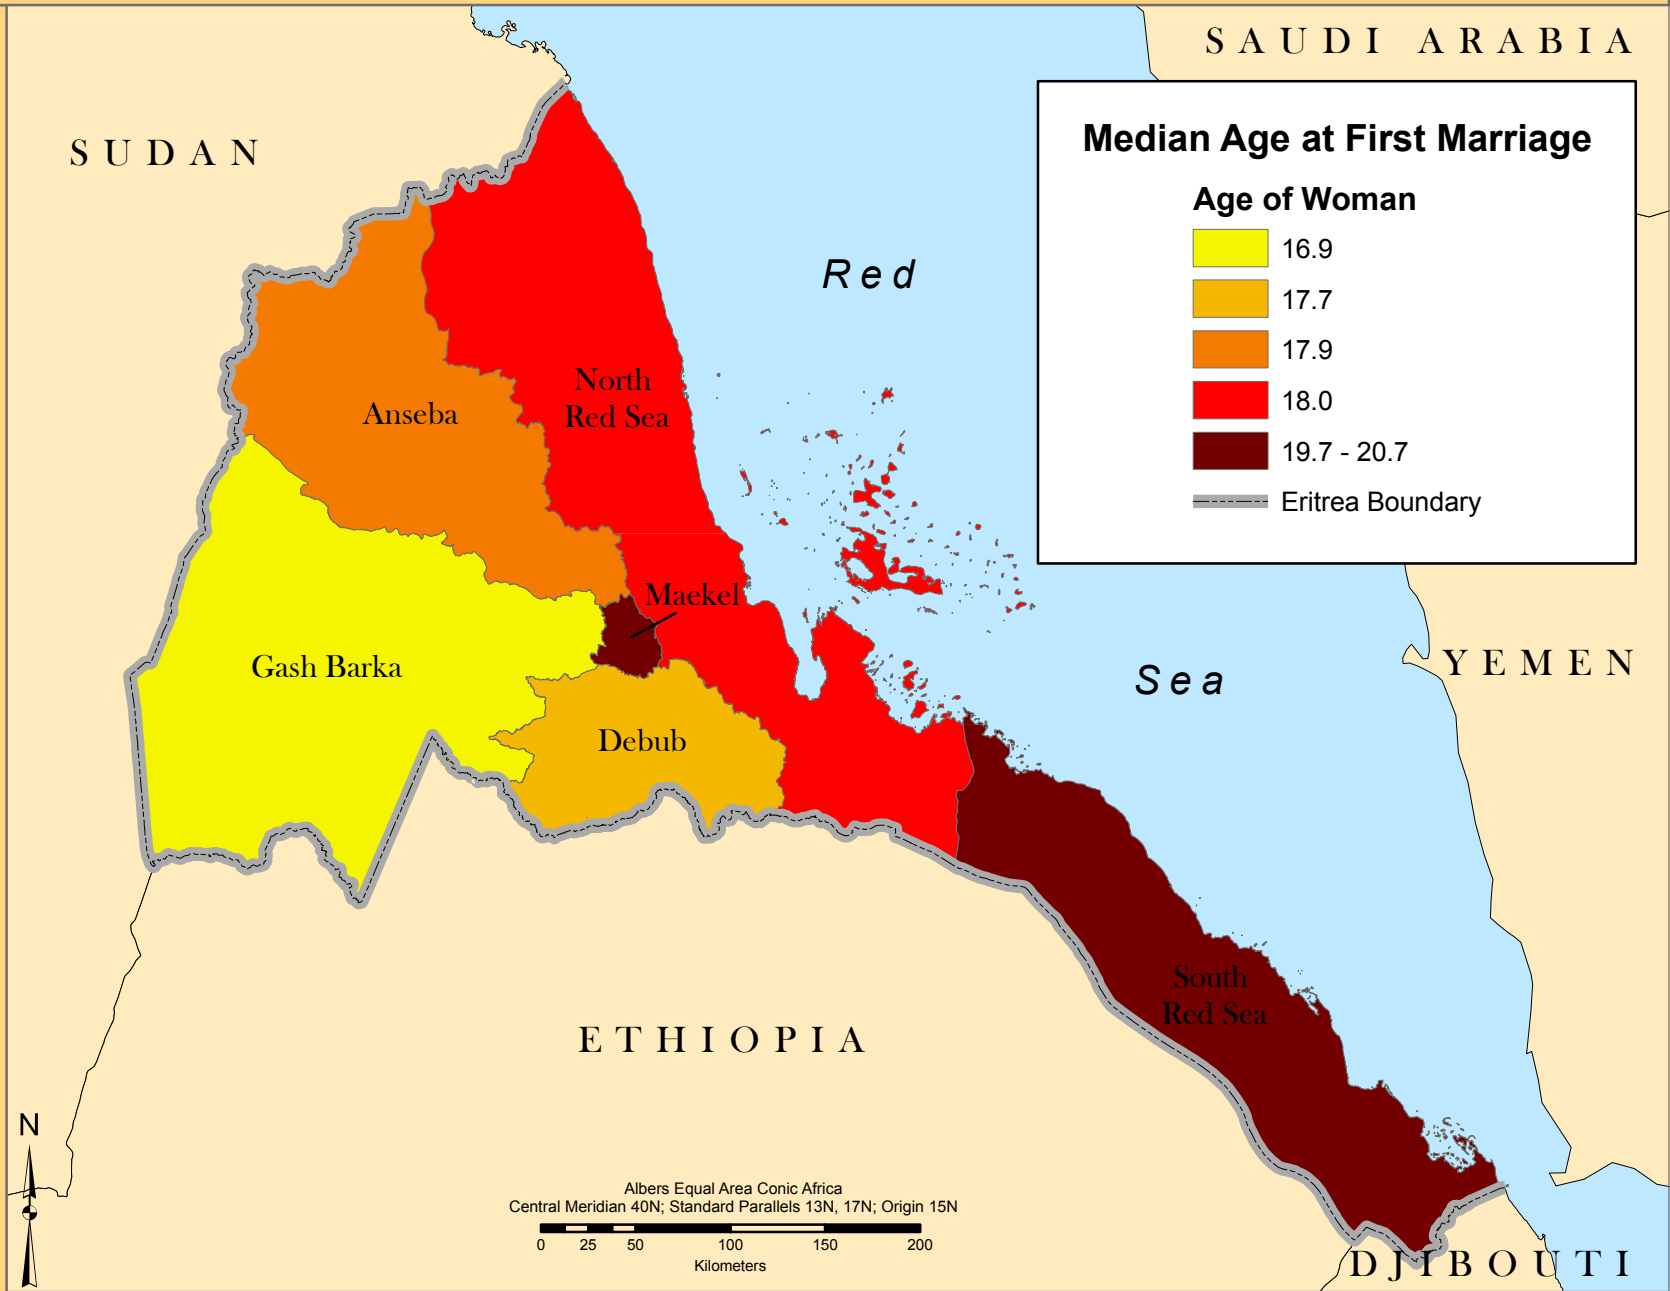 SAUDI ARABIA
SUDAN
Median Age at First Marriage
Age of Woman
16.9
17.7
17.9
18.0
19.7 - 20.7
Eritrea Boundary
Red
Sea
North
Red Sea
Anseba
Maekel
Gash Barka
Debub
YEMEN
South
Red Sea
ETHIOPIA
N
Albers Equal Area Conic Africa
Central Meridian 40N; Standard Parallels 13N, 17N; Origin 15N
0 25 50 100 150 200
Kilometers
DJIBOUTI